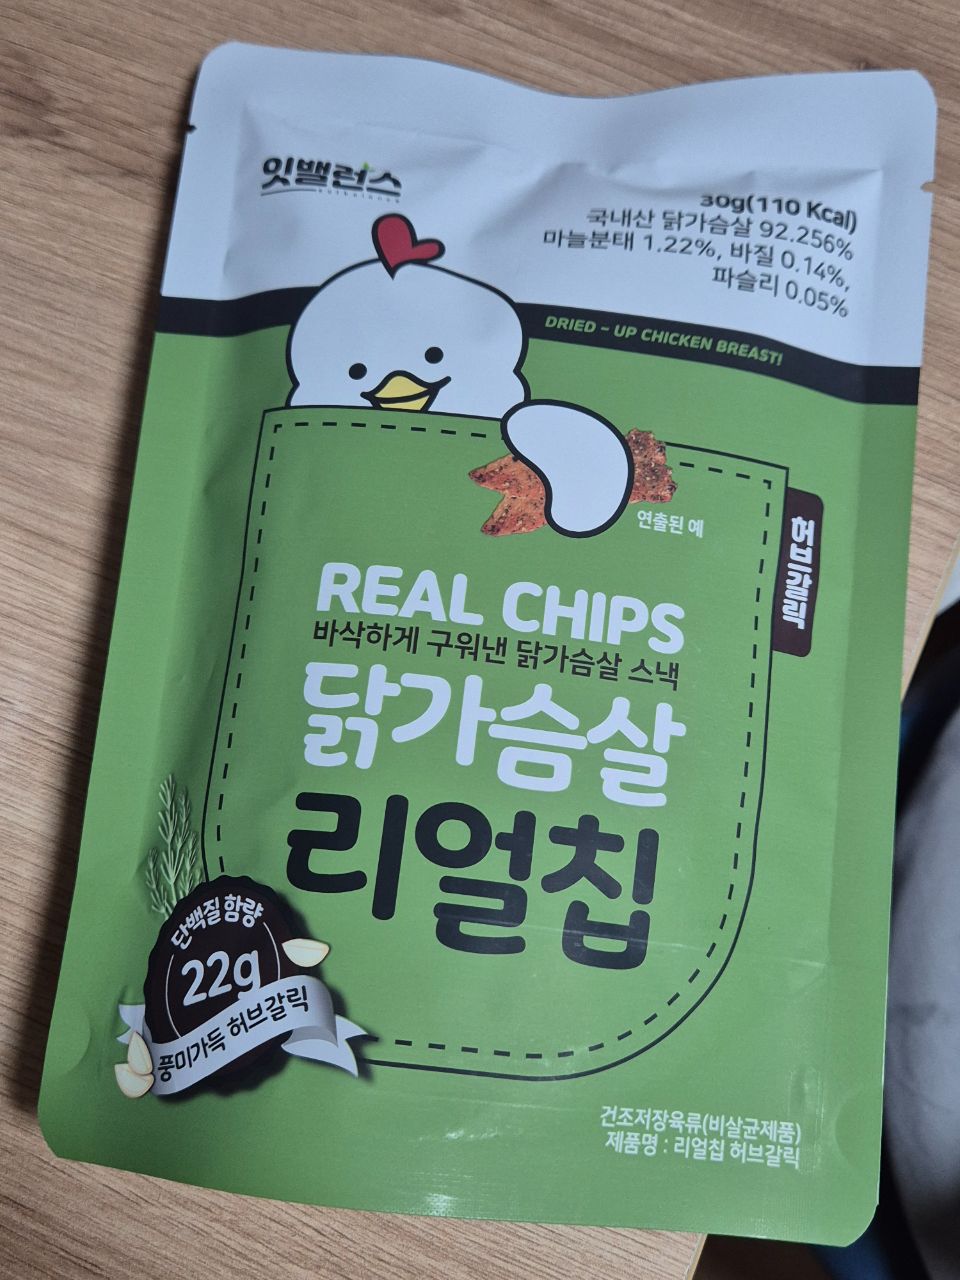 잇밸런스
30g(110 Kcal)
국내산 닭가슴살 92.256%
마늘분태 1.22%, 바질 0.14%,
파슬리 0.05%
DRIED - UP CHICKEN BREAST!
연출된 예
허브갈릭
REAL CHIPS
바삭하게 구워낸 닭가슴살 스낵
닭가슴살
리얼칩
단백질 함량
22g
풍미가득 허브갈릭
건조저장육류(비살균제품)
제품명 : 리얼칩 허브갈릭